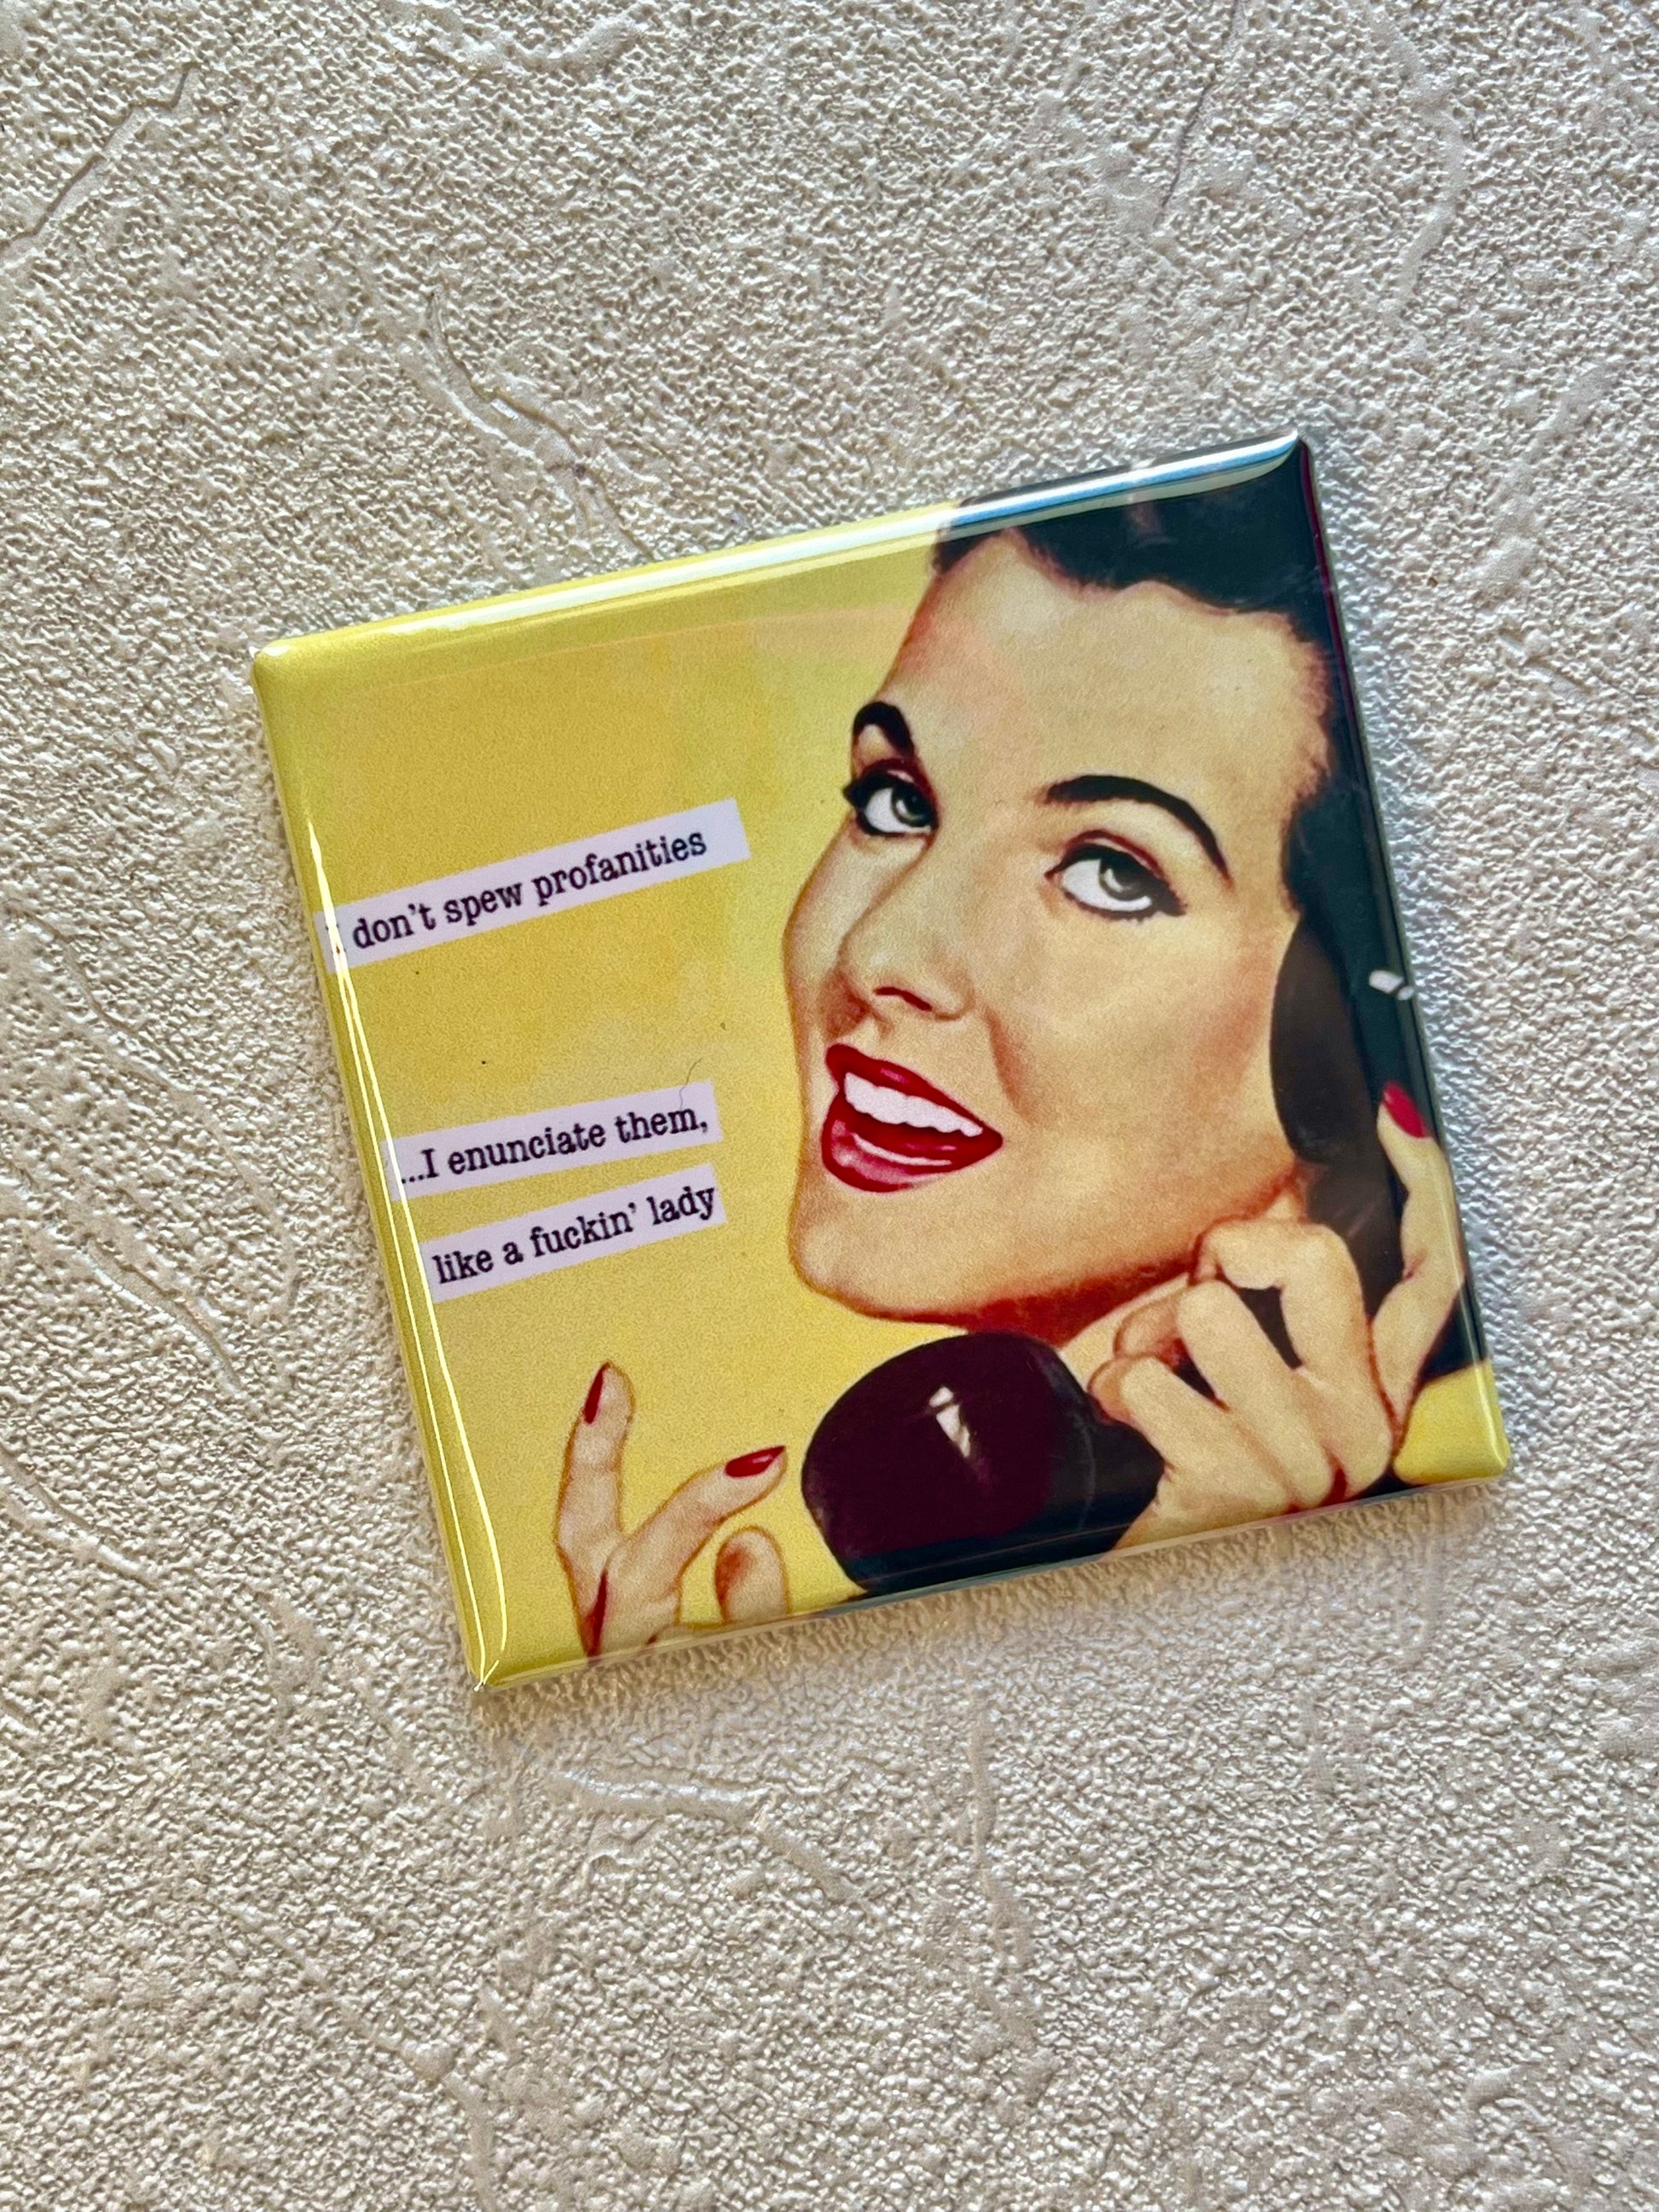 I don't spew profanities
...I enunciate them,
like a fuckin' lady